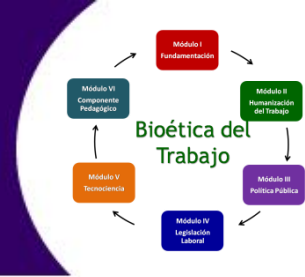 Módulo I
Fundamentación
Módulo II
Humanización
del Trabajo
Módulo III
Política Pública
Módulo IV
Legislación
Laboral
Módulo V
Tecnociencia
Módulo VI
Componente
Pedagógico
Bioética del
Trabajo